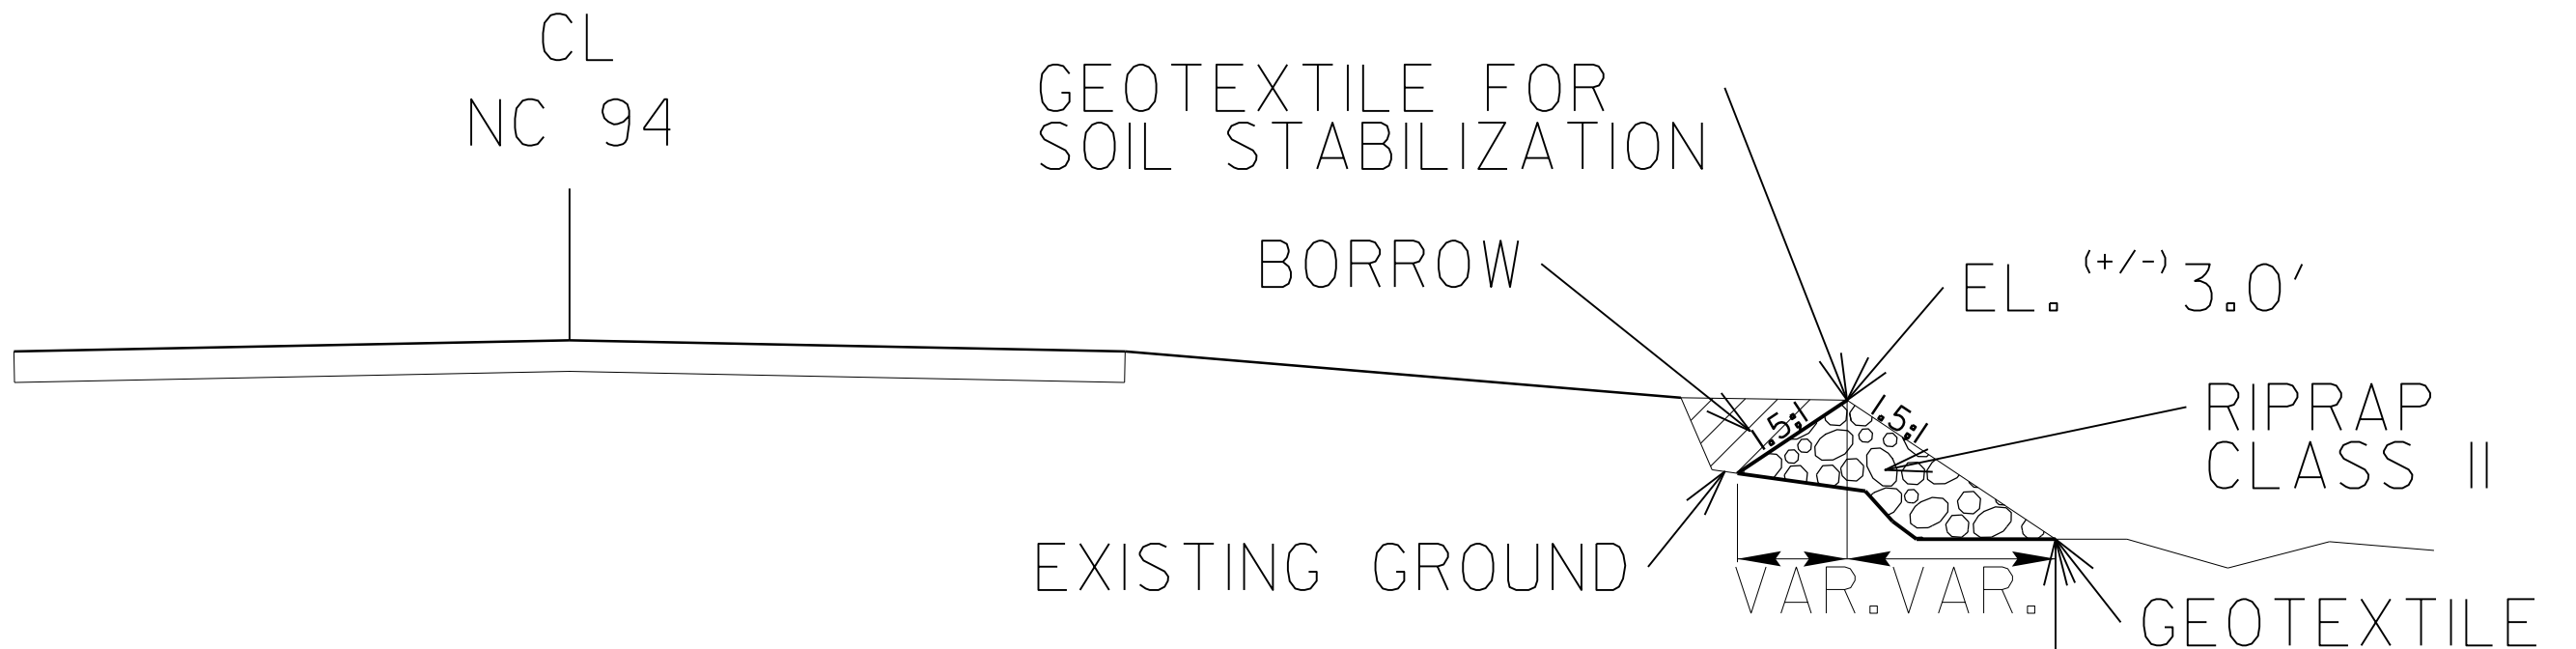 CL
NC 94
GEOTEXTILE FOR
SOIL STABILIZATION
BORROW
EL. (+/-) 3.0'
.5:1
1.5:1
RIPRAP
CLASS II
EXISTING GROUND
VAR. VAR.
GEOTEXTILE